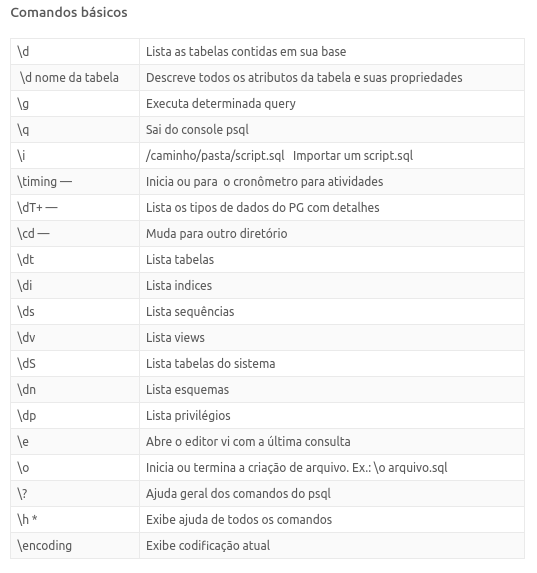 Comandos básicos
\d Lista as tabelas contidas em sua base
\d nome da tabela Descreve todos os atributos da tabela e suas propriedades
\g Executa determinada query
\q Sai do console psql
\i /caminho/pasta/script.sql Importar um script.sql
\timing — Inicia ou para o cronômetro para atividades
\dT+ — Lista os tipos de dados do PG com detalhes
\cd — Muda para outro diretório
\dt Lista tabelas
\di Lista indices
\ds Lista sequências
\dv Lista views
\dS Lista tabelas do sistema
\dn Lista esquemas
\dp Lista privilégios
\e Abre o editor vi com a última consulta
\o Inicia ou termina a criação de arquivo. Ex.: \o arquivo.sql
\? Ajuda geral dos comandos do psql
\h * Exibe ajuda de todos os comandos
\encoding Exibe codificação atual